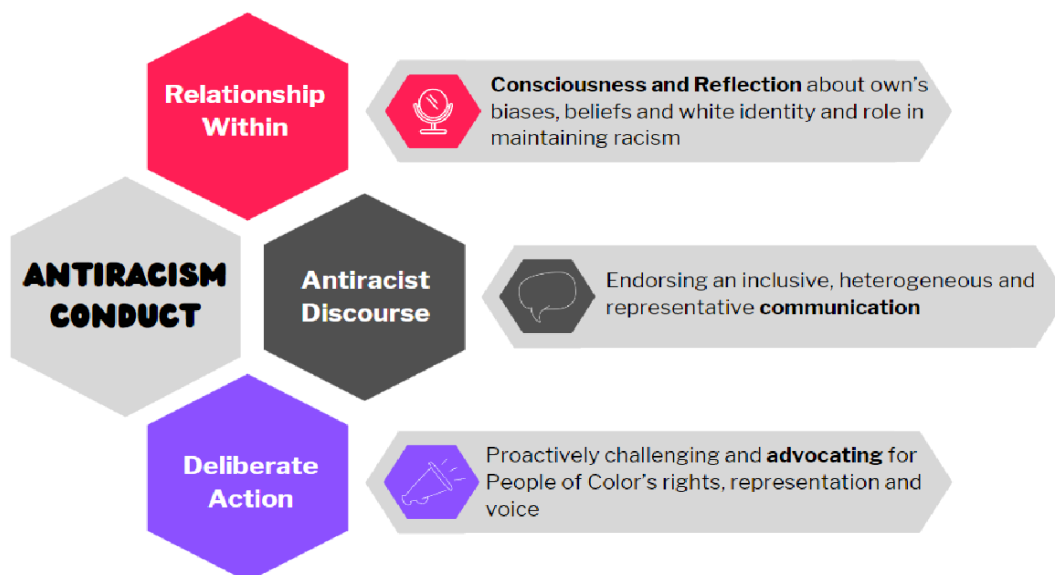 Relationship
Within
Consciousness and Reflection about own's
biases, beliefs and white identity and role in
maintaining racism
ANTIRACISM
CONDUCT
Antiracist
Discourse
Endorsing an inclusive, heterogeneous and
representative communication
Deliberate
Action
Proactively challenging and advocating for
People of Color's rights, representation and
voice